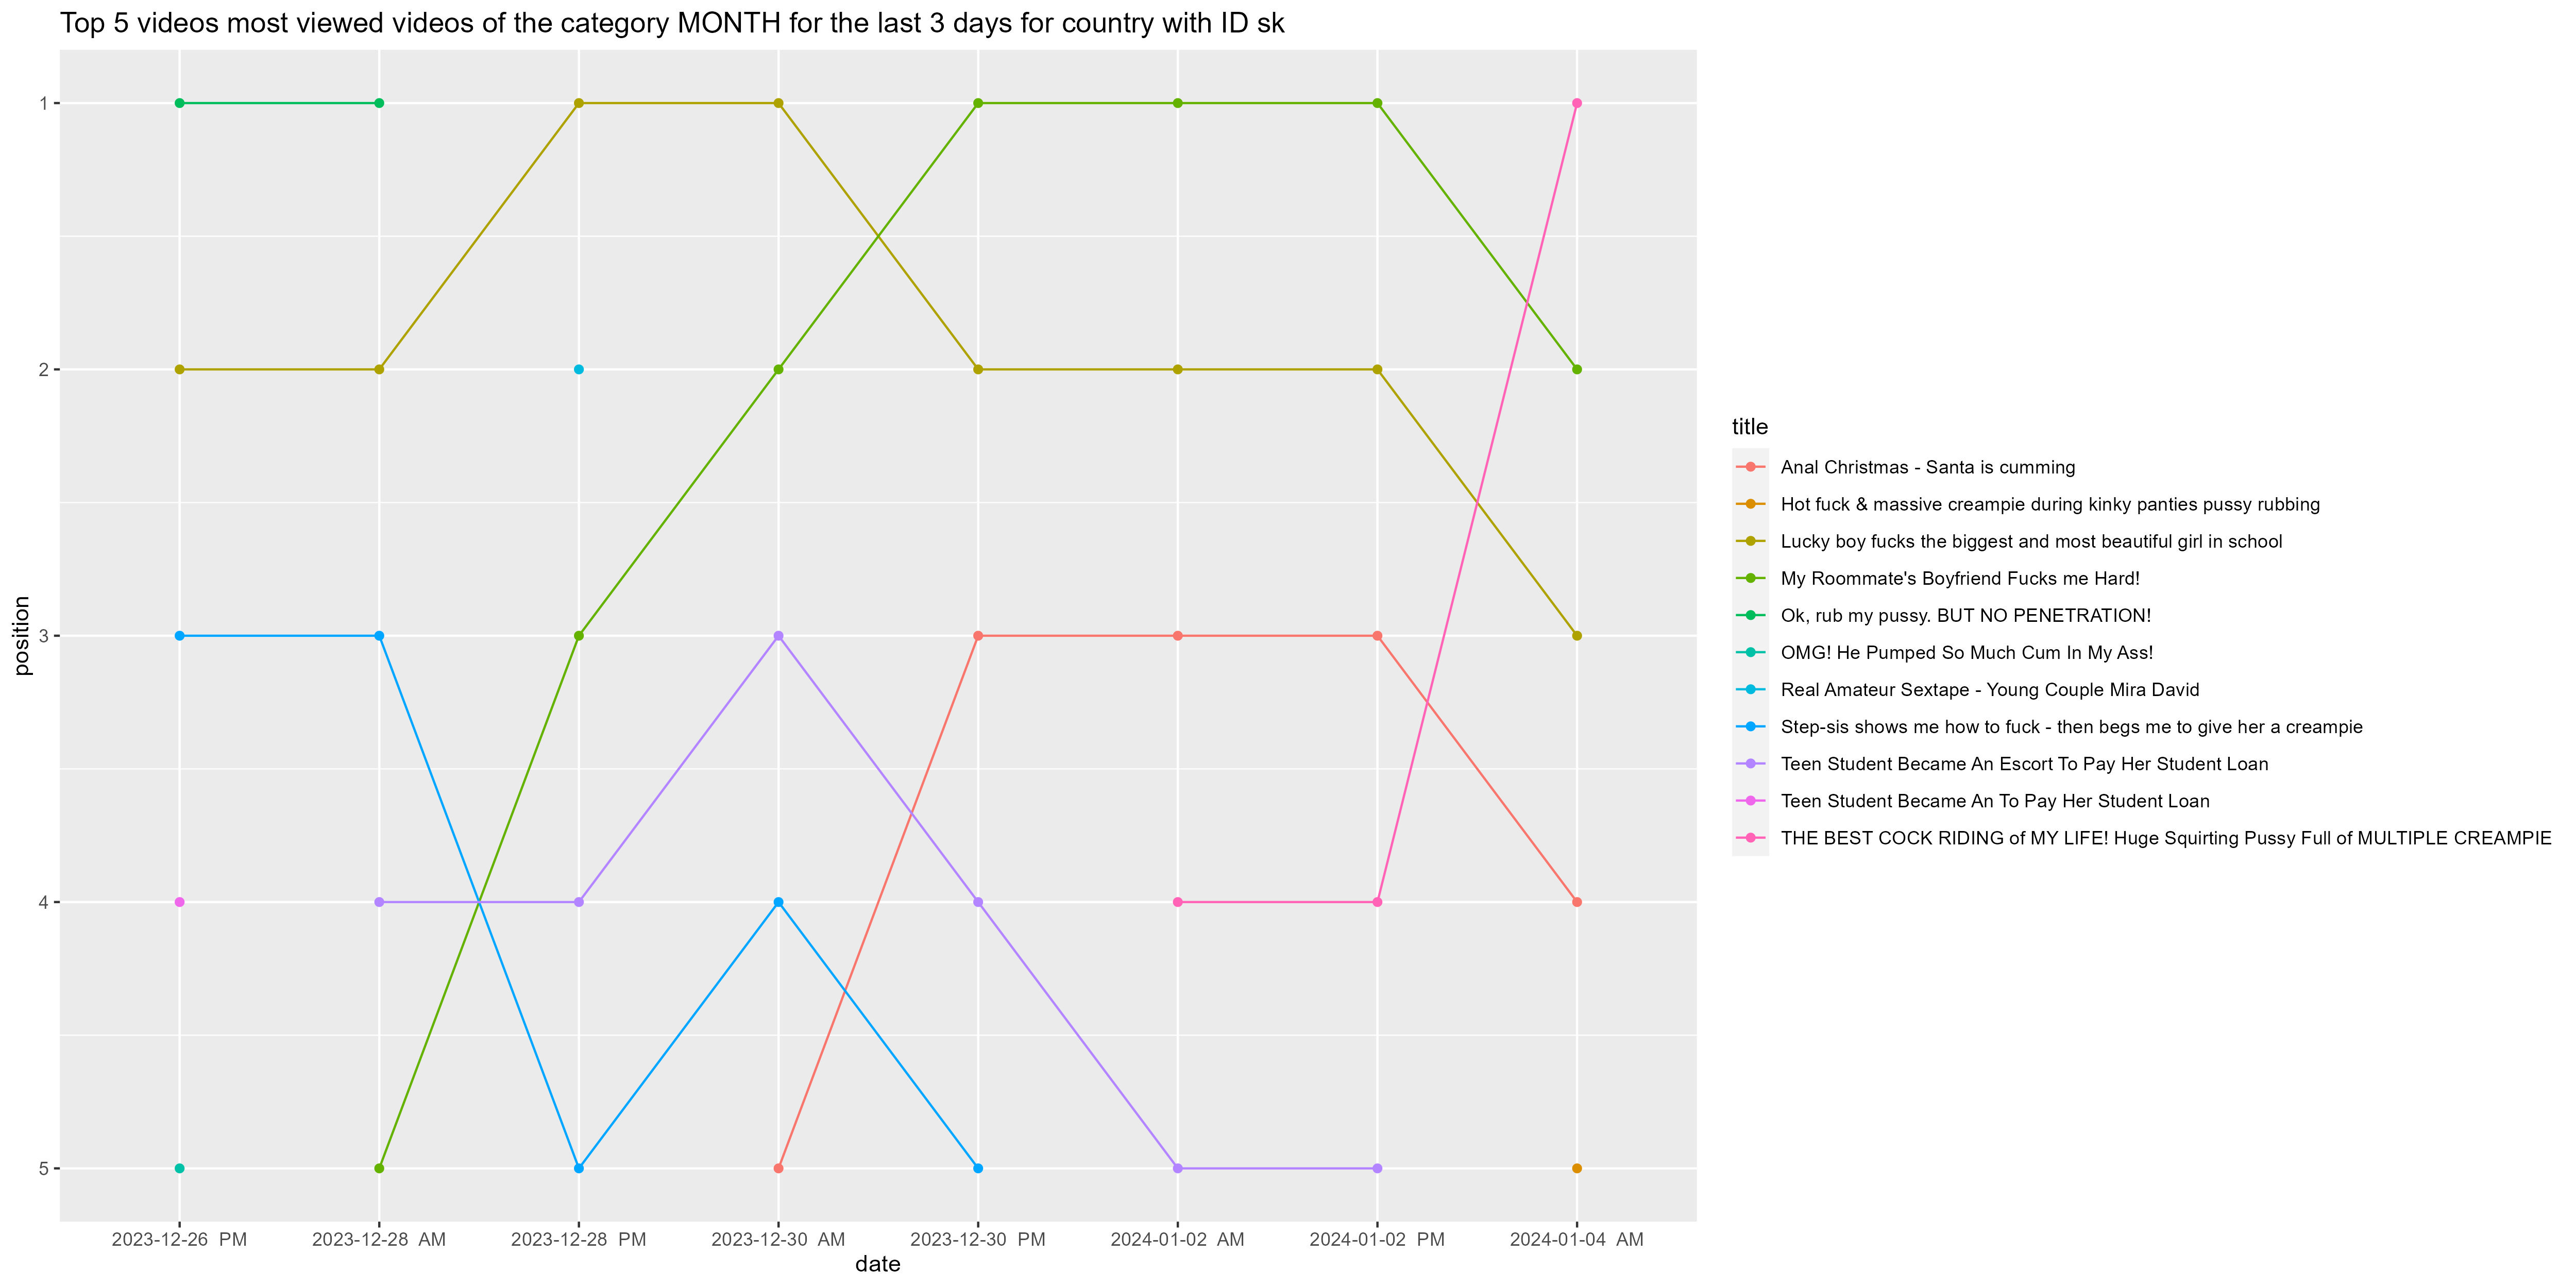 Top 5 videos most viewed videos of the category MONTH for the last 3 days for country with ID sk
position
1
2
3
4
5
2023-12-26 PM
2023-12-28 AM
2023-12-28 PM
2023-12-30 AM
2023-12-30 PM
2024-01-02 AM
2024-01-02 PM
2024-01-04 AM
date
title
Anal Christmas - Santa is cumming
Hot fuck & massive creampie during kinky panties pussy rubbing
Lucky boy fucks the biggest and most beautiful girl in school
My Roommate's Boyfriend Fucks me Hard!
Ok, rub my pussy. BUT NO PENETRATION!
OMG! He Pumped So Much Cum In My Ass!
Real Amateur Sextape - Young Couple Mira David
Step-sis shows me how to fuck - then begs me to give her a creampie
Teen Student Became An Escort To Pay Her Student Loan
Teen Student Became An To Pay Her Student Loan
THE BEST COCK RIDING of MY LIFE! Huge Squirting Pussy Full of MULTIPLE CREAMPIE